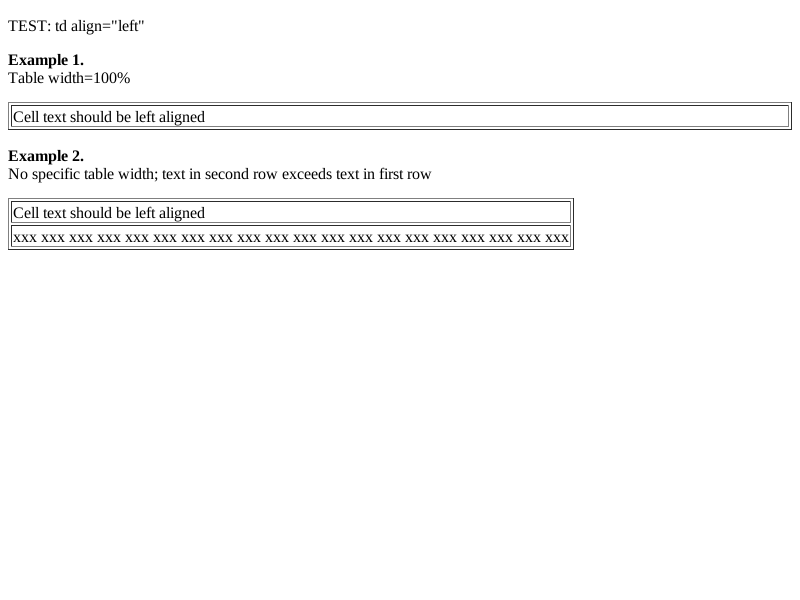 TEST: td align="left"
Example 1.
Table width=100%
Cell text should be left aligned
Example 2.
No specific table width; text in second row exceeds text in first row
Cell text should be left aligned
xxx xxx xxx xxx xxx xxx xxx xxx xxx xxx xxx xxx xxx xxx xxx xxx xxx xxx xxx xxx